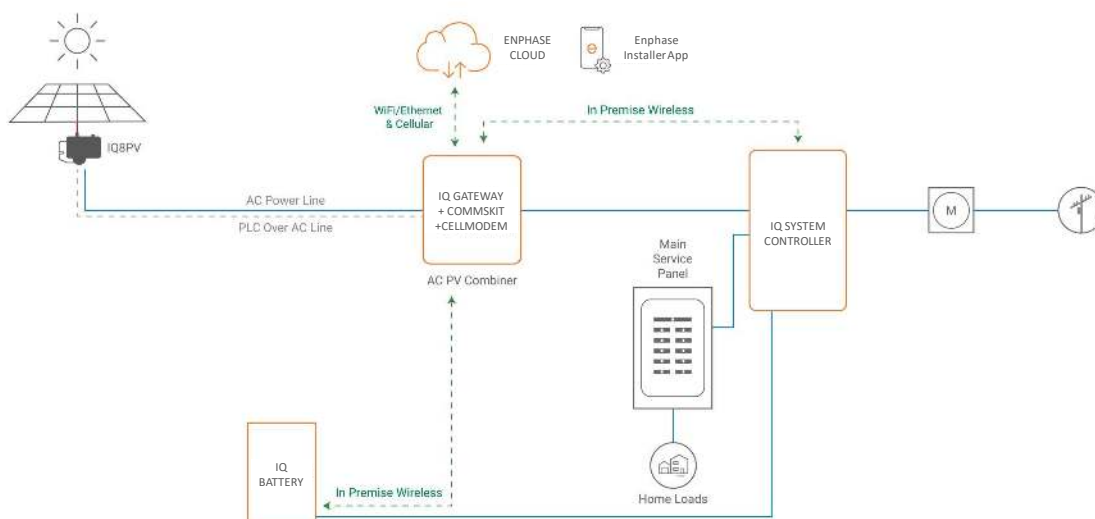 ENPHASE
CLOUD
Enphase
Installer App
WiFi/Ethernet
& Cellular
In Premise Wireless
IQ8PV
AC Power Line
PLC Over AC Line
IQ GATEWAY
+ COMMSKIT
+CELLMODEM
AC PV Combiner
IQ SYSTEM
CONTROLLER
M
Main
Service
Panel
Home Loads
IQ
BATTERY
In Premise Wireless